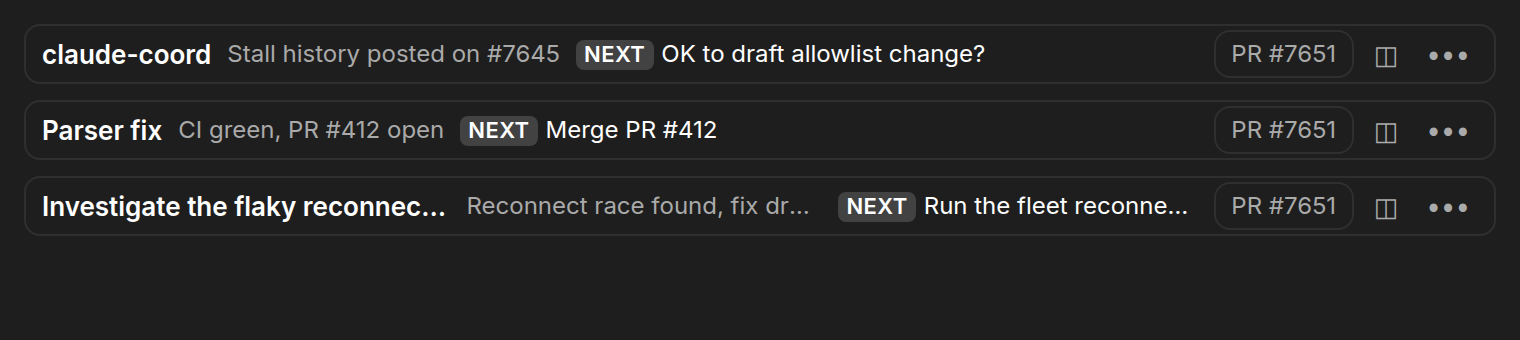 claude-coord Stall history posted on #7645 NEXT OK to draft allowlist change? PR #7651
Parser fix CI green, PR #412 open NEXT Merge PR #412 PR #7651
Investigate the flaky reconnec... Reconnect race found, fix dr... NEXT Run the fleet reconne... PR #7651